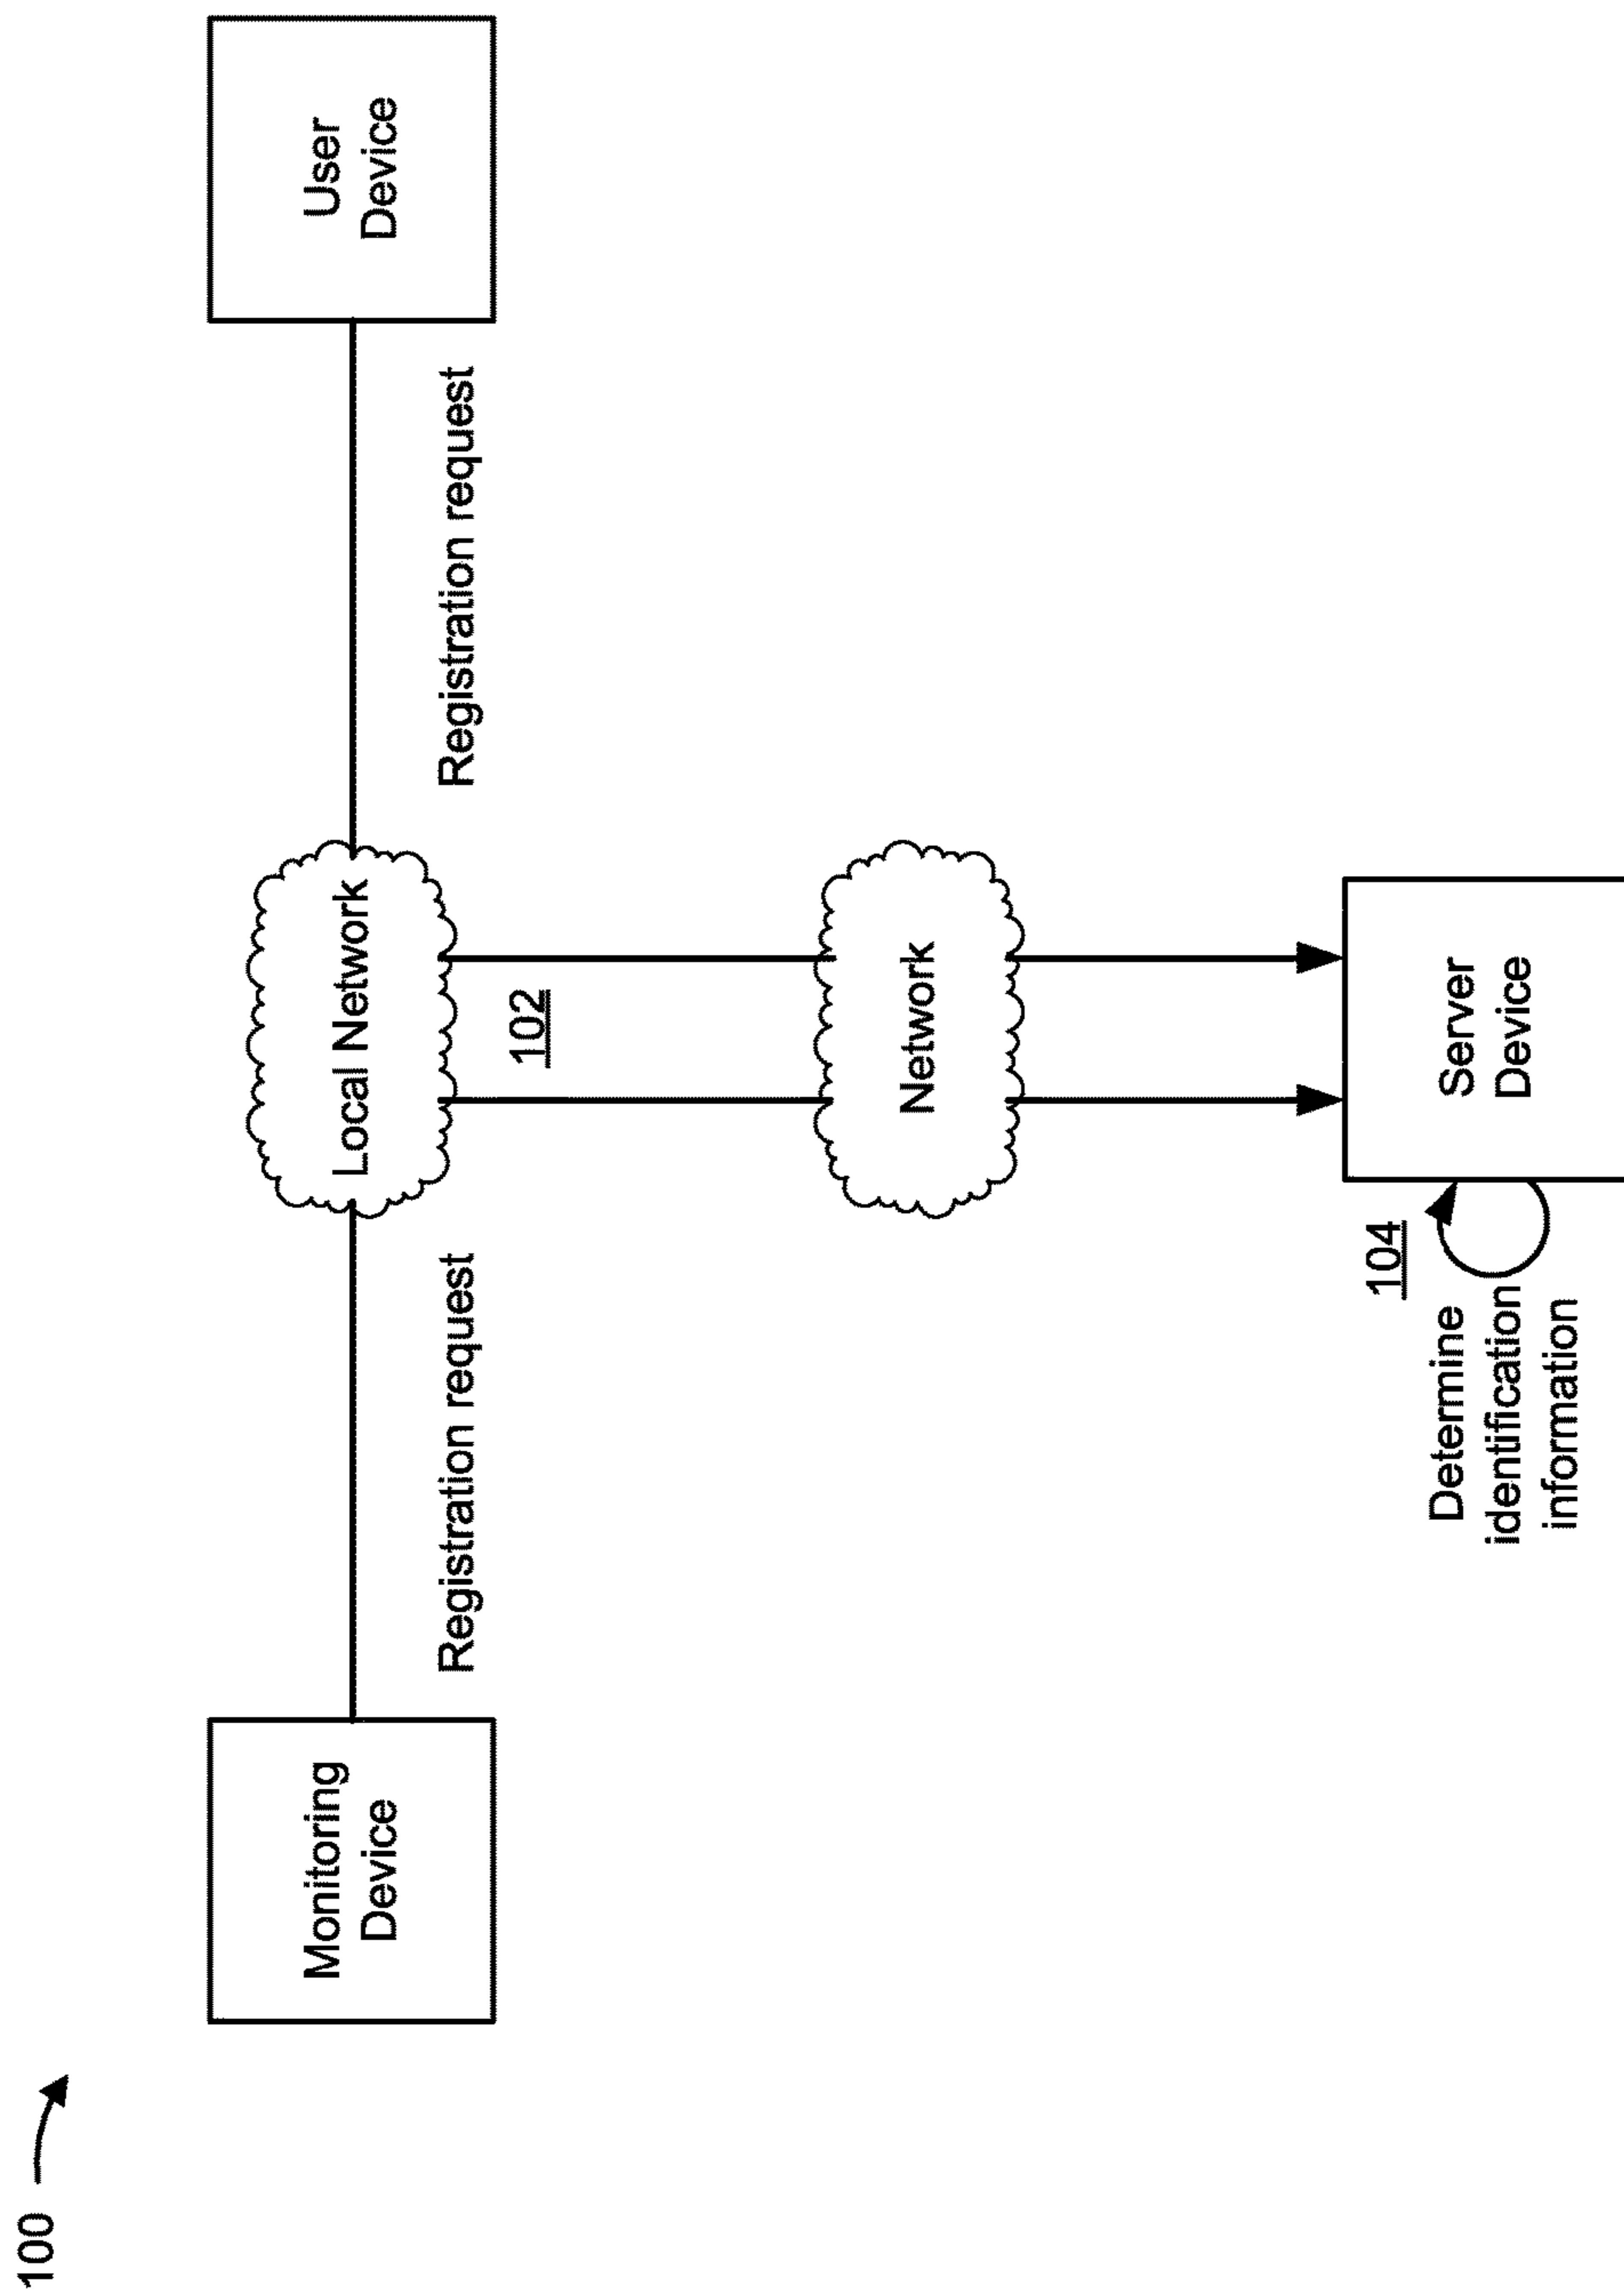 100
Monitoring
Device
Registration request
Local Network
Registration request
User
Device
102
Network
104
Determine
identification
information
Server
Device